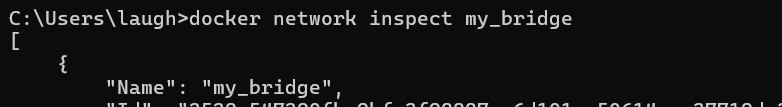 C:\Users\laugh>docker network inspect my_bridge
[
    {
        "Name": "my_bridge",